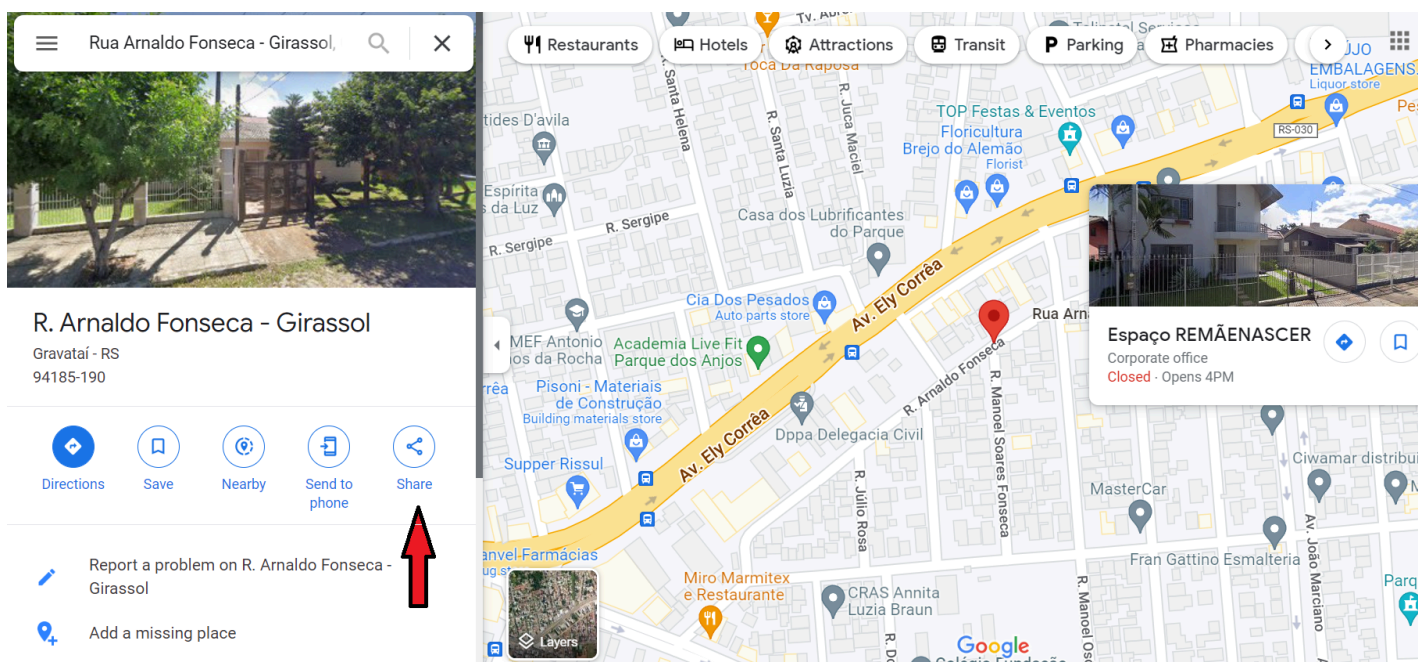 Rua Arnaldo Fonseca - Girassol,
R. Arnaldo Fonseca - Girassol
Gravataí - RS
94185-190
Directions
Save
Nearby
Send to
phone
Share
Report a problem on R. Arnaldo Fonseca -
Girassol
Add a missing place
Restaurants
Hotels
Attractions
Transit
Parking
Pharmacies
Toca Da Raposa
EMBALAGENS
Liquor store
RS-030
TOP Festas & Eventos
Floricultura
Brejo do Alemão
Florist
R. Santa Helena
R. Santa Luzia
R. Juca Maciel
tides D'avila
Espírita
da Luz
R. Sergipe
R. Sergipe
Casa dos Lubrificantes
do Parque
Av. Ely Corrêa
Cia Dos Pesados
Auto parts store
Rua Arn
Espaço REMÃENASCER
Corporate office
Closed · Opens 4PM
MEF Antonio
os da Rocha
Academia Live Fit
Parque dos Anjos
R. Arnaldo Fonseca
R. Manoel Soares Fonseca
Pisoni - Materiais
de Construção
Building materials store
Av. Ely Corrêa
Dppa Delegacia Civil
Supper Rissul
R. Júlio Rosa
Ciwamar distribui
MasterCar
Av. João Marciano
Fran Gattino Esmalteria
anvel Farmácias
Miro Marmitex
e Restaurante
CRAS Annita
Luzia Braun
R. Manoel Os
Parq
Layers
Google